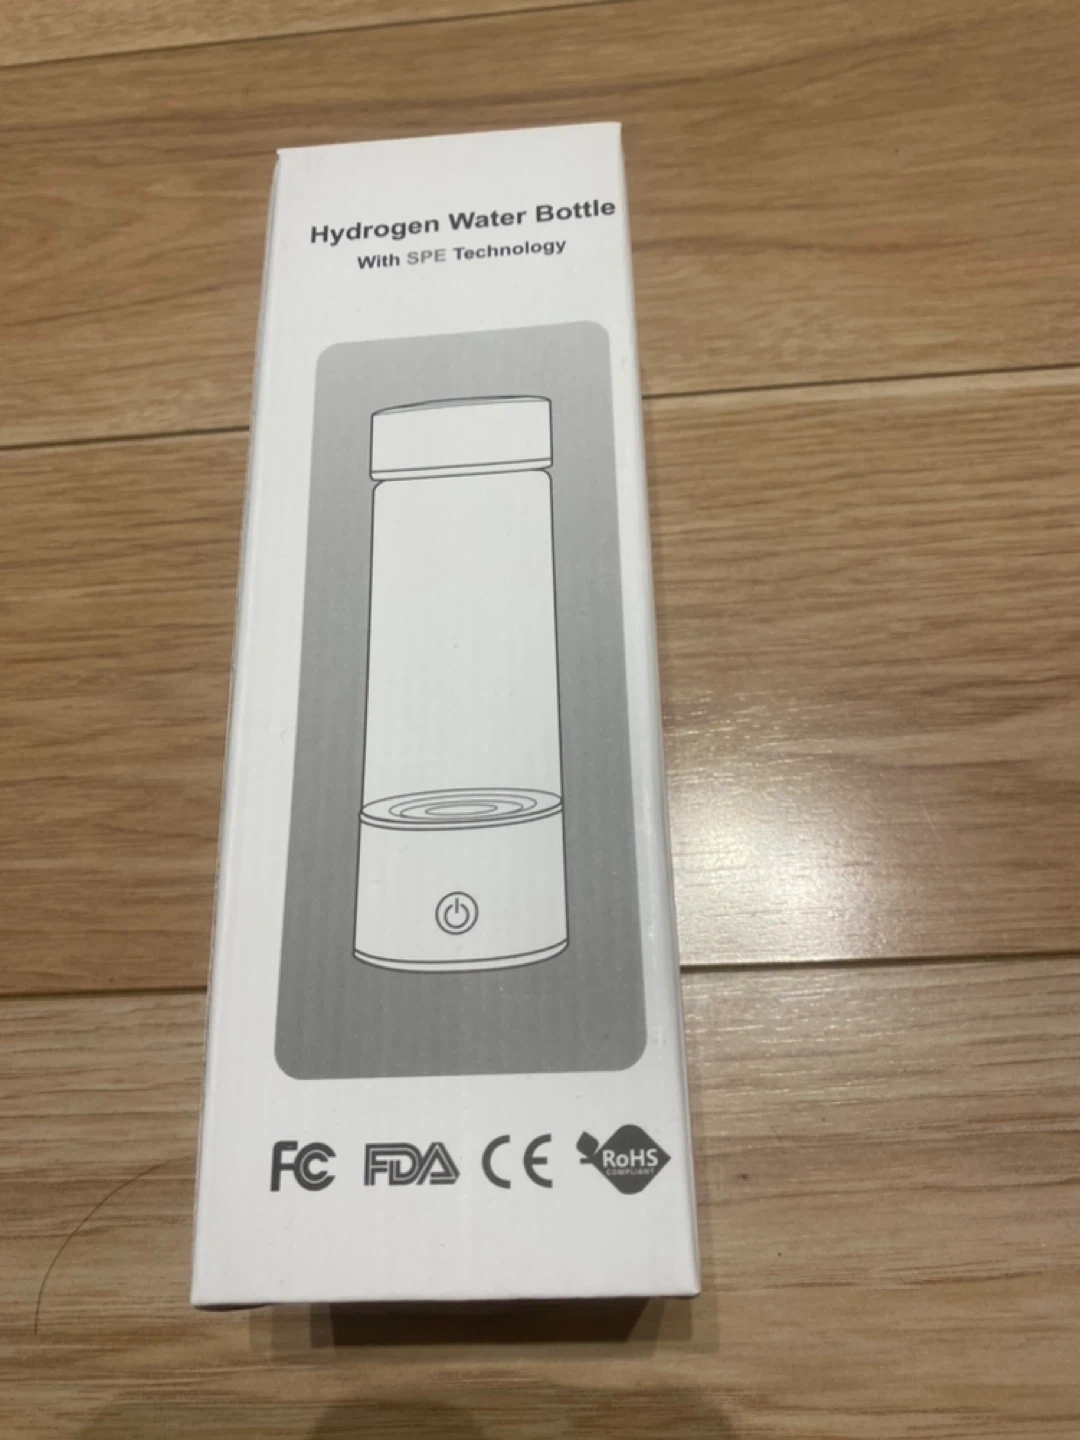 Hydrogen Water Bottle
With SPE Technology
FC FDA CE RoHS
COMPLIANT